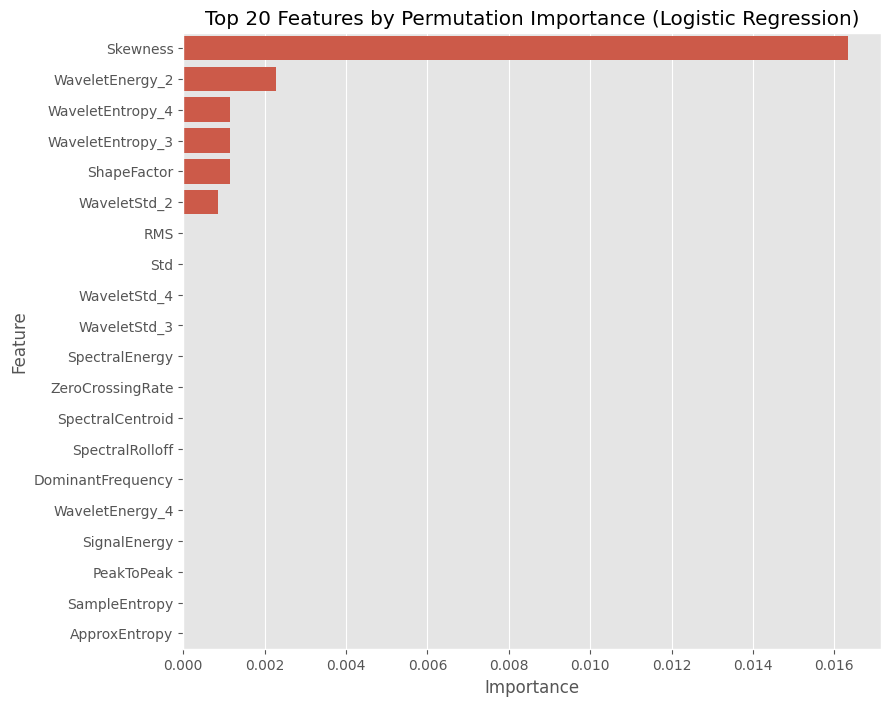 Top 20 Features by Permutation Importance (Logistic Regression)
Feature
Skewness
WaveletEnergy_2
WaveletEntropy_4
WaveletEntropy_3
ShapeFactor
WaveletStd_2
RMS
Std
WaveletStd_4
WaveletStd_3
SpectralEnergy
ZeroCrossingRate
SpectralCentroid
SpectralRolloff
DominantFrequency
WaveletEnergy_4
SignalEnergy
PeakToPeak
SampleEntropy
ApproxEntropy
0.000 0.002 0.004 0.006 0.008 0.010 0.012 0.014 0.016
Importance